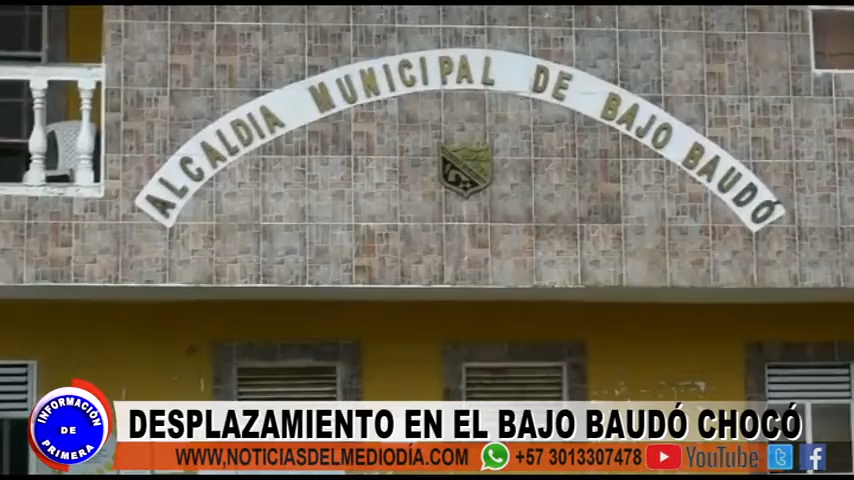 ALCALDIA MUNICIPAL DE BAJO BAUDÓ
INFORMACIÓN
DE
PRIMERA
DESPLAZAMIENTO EN EL BAJO BAUDÓ CHOCÓ
WWW.NOTICIASDELMEDIODÍA.COM +57 3013307478 YouTube